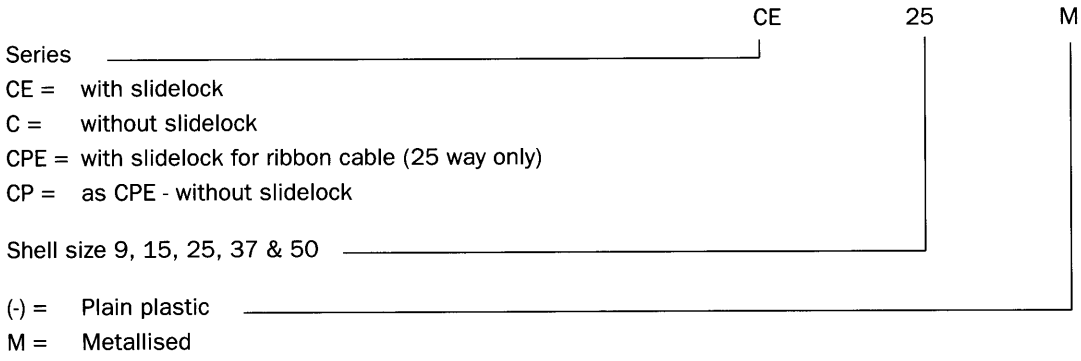 CE 25 M
Series
CE = with slidelock
C = without slidelock
CPE = with slidelock for ribbon cable (25 way only)
CP = as CPE - without slidelock
Shell size 9, 15, 25, 37 & 50
(-) = Plain plastic
M = Metallised